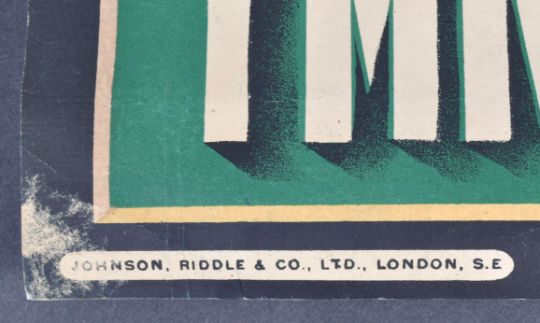 JOHNSON, RIDDLE & CO., LTD., LONDON, S.E